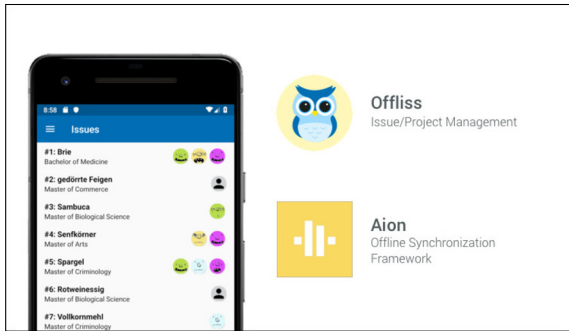 8:58
Issues
#1: Brie
Bachelor of Medicine
#2: gedörrte Feigen
Master of Commerce
#3: Sambuca
Master of Biological Science
#4: Senfkörner
Master of Arts
#5: Spargel
Master of Criminology
#6: Rotweinessig
Master of Biological Science
#7: Vollkornmehl
Master of Criminology
Offliss
Issue/Project Management
Aion
Offline Synchronization
Framework